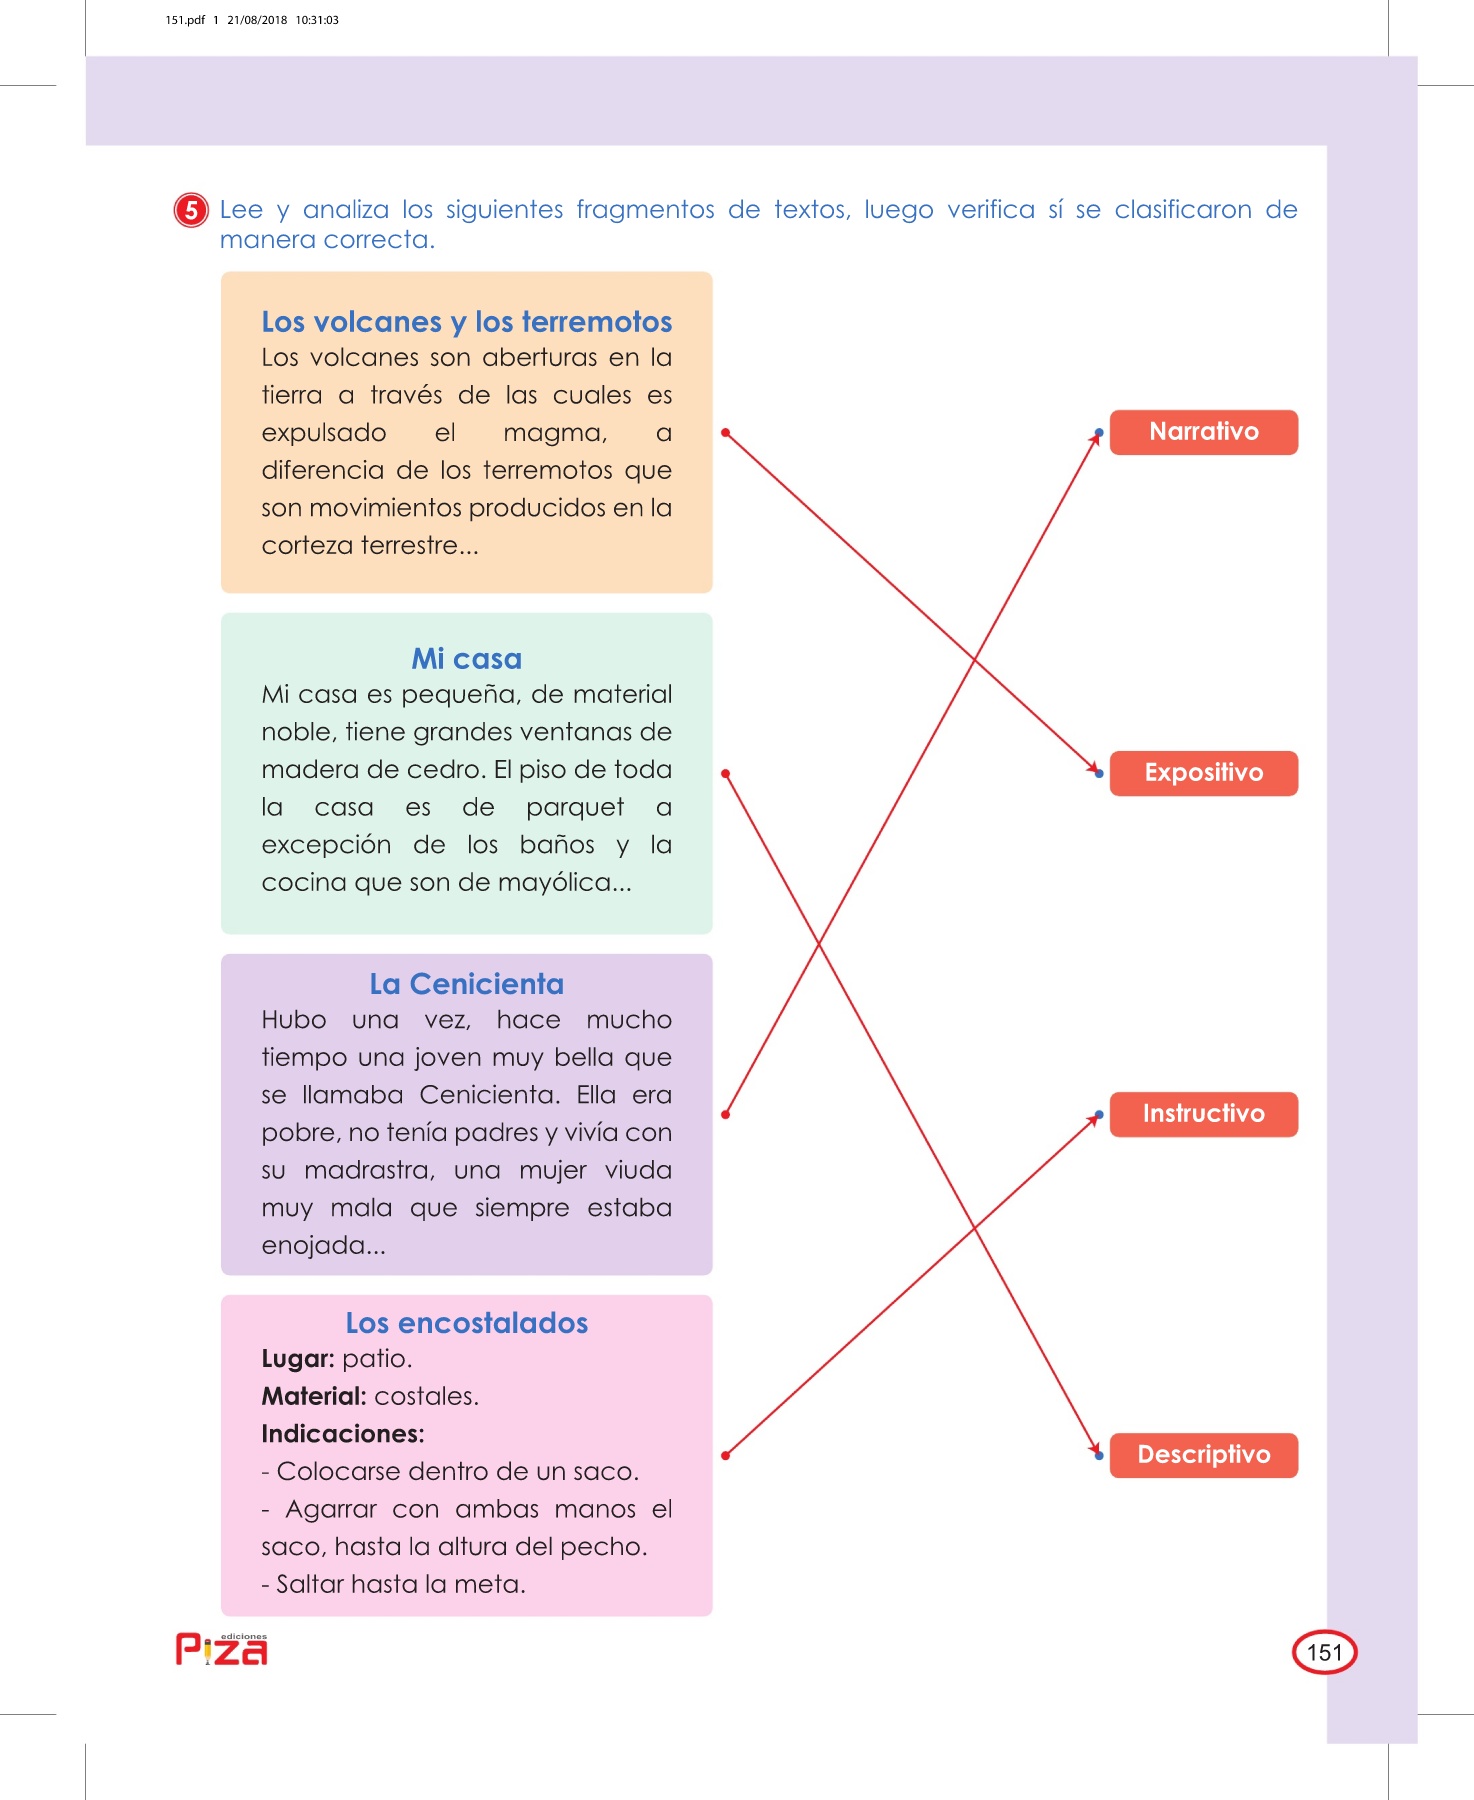 151.pdf 1 21/08/2018 10:31:03
5 Lee y analiza los siguientes fragmentos de textos, luego verifica sí se clasificaron de
manera correcta.
Los volcanes y los terremotos
Los volcanes son aberturas en la
tierra a través de las cuales es
expulsado el magma, a
diferencia de los terremotos que
son movimientos producidos en la
corteza terrestre...
Narrativo
Mi casa
Mi casa es pequeña, de material
noble, tiene grandes ventanas de
madera de cedro. El piso de toda
la casa es de parquet a
excepción de los baños y la
cocina que son de mayólica...
Expositivo
La Cenicienta
Hubo una vez, hace mucho
tiempo una joven muy bella que
se llamaba Cenicienta. Ella era
pobre, no tenía padres y vivía con
su madrastra, una mujer viuda
muy mala que siempre estaba
enojada...
Instructivo
Los encostalados
Lugar: patio.
Material: costales.
Indicaciones:
- Colocarse dentro de un saco.
- Agarrar con ambas manos el
saco, hasta la altura del pecho.
- Saltar hasta la meta.
Descriptivo
ediciones
Piza
151